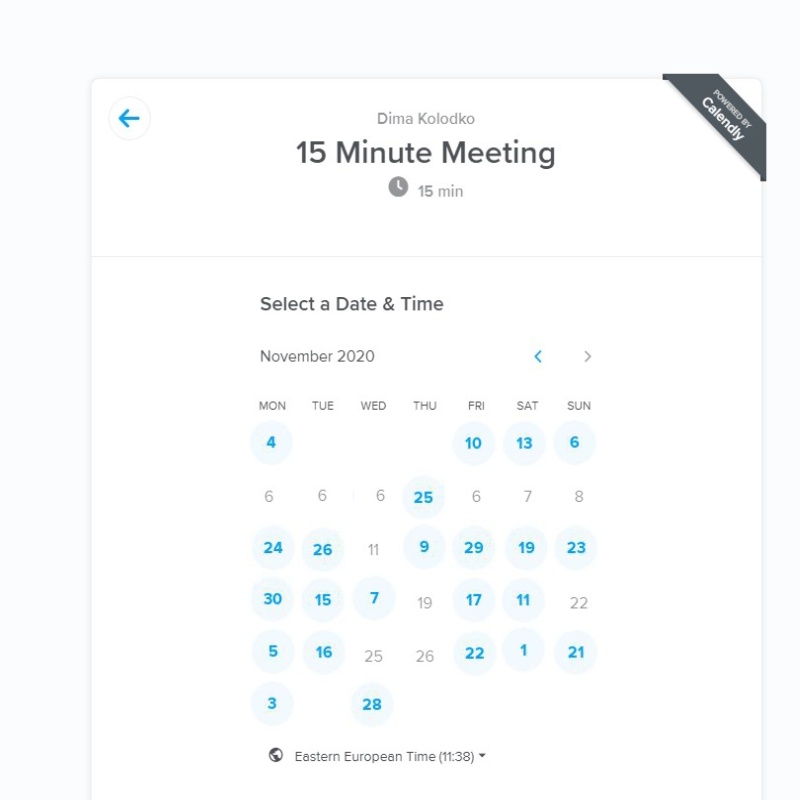 POWERED BY
Calendly
Dima Kolodko
15 Minute Meeting
15 min
Select a Date & Time
November 2020
MON TUE WED THU FRI SAT SUN
4 10 13 6
6 6 6 25 6 7 8
24 26 11 9 29 19 23
30 15 7 19 17 11 22
5 16 25 26 22 1 21
3 28
Eastern European Time (11:38)